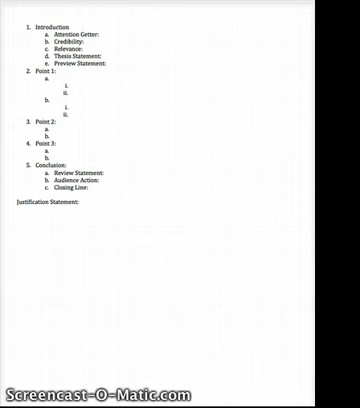 1. Introduction
a. Attention Getter:
b. Credibility:
c. Relevance:
d. Thesis Statement:
e. Preview Statement:
2. Point 1:
a.
i.
ii.
b.
i.
ii.
3. Point 2:
a.
b.
4. Point 3:
a.
b.
5. Conclusion:
a. Review Statement:
b. Audience Action:
c. Closing Line:
Justification Statement:
Screencast-O-Matic.com